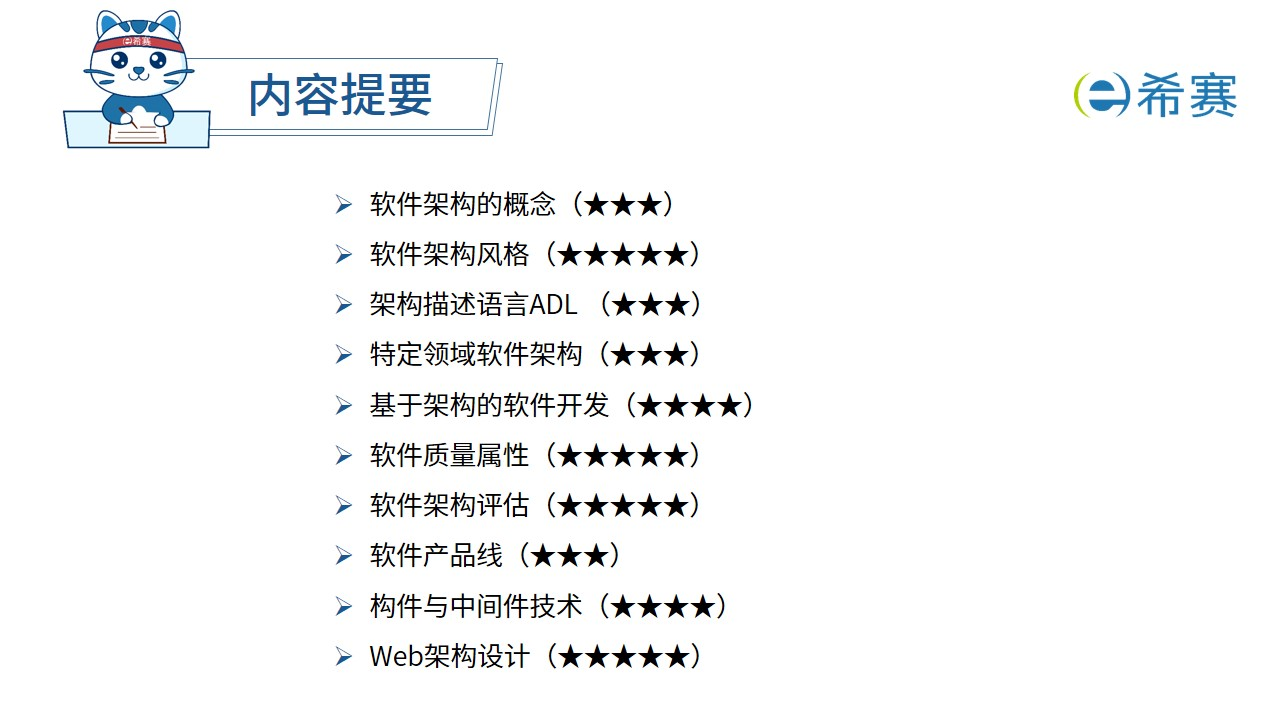 希赛
内容提要
希赛
软件架构的概念（★★★）
软件架构风格（★★★★★）
架构描述语言ADL （★★★）
特定领域软件架构（★★★）
基于架构的软件开发（★★★★）
软件质量属性（★★★★★）
软件架构评估（★★★★★）
软件产品线（★★★）
构件与中间件技术（★★★★）
Web架构设计（★★★★★）